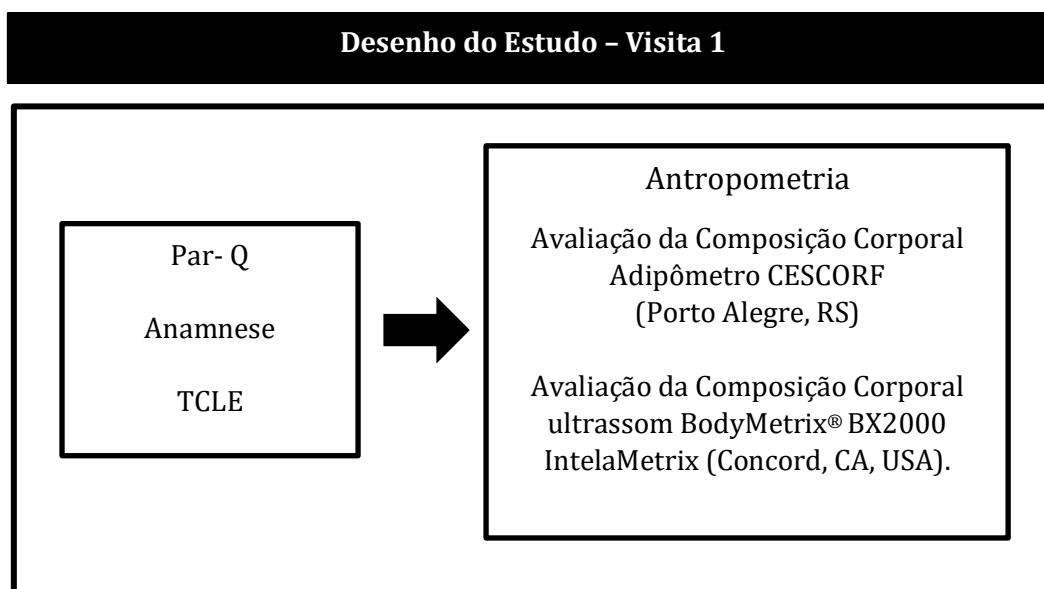 Desenho do Estudo – Visita 1
Par- Q
Anamnese
TCLE
Antropometria
Avaliação da Composição Corporal
Adipômetro CESCORF
(Porto Alegre, RS)
Avaliação da Composição Corporal
ultrassom BodyMetrix® BX2000
IntelaMetrix (Concord, CA, USA).